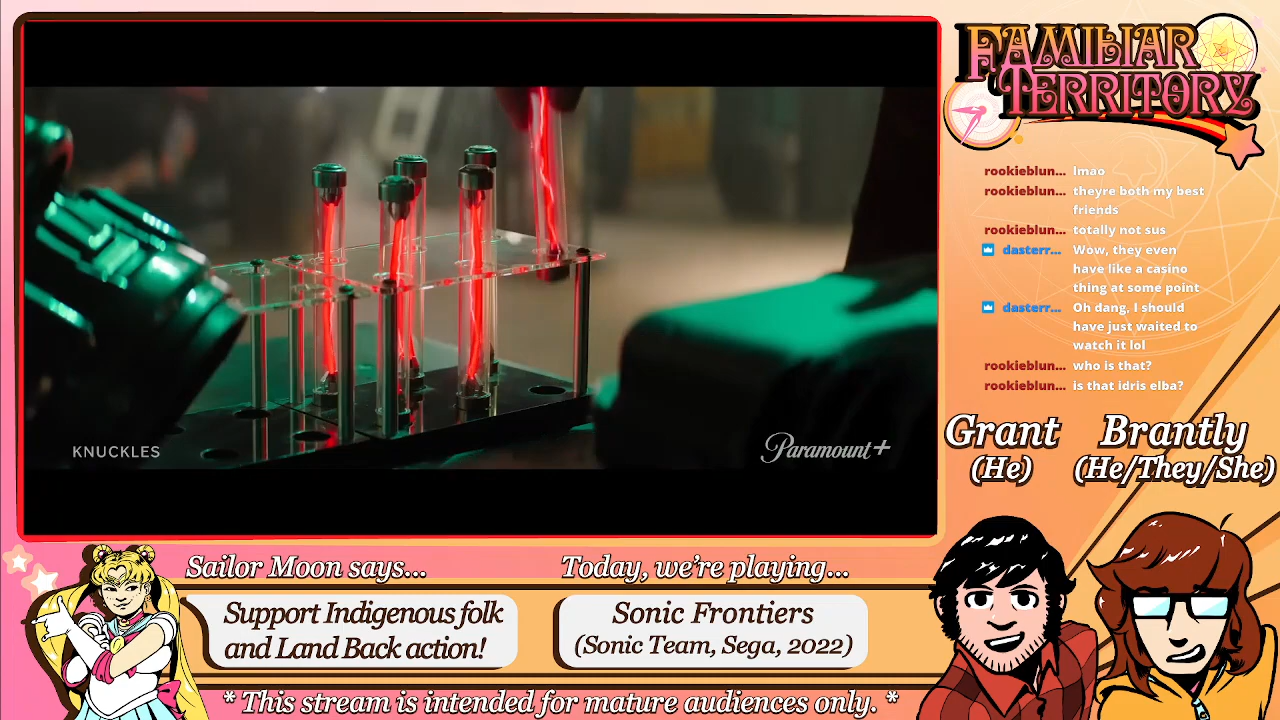 FAMILIAR
TERRITORY
rookieblun... lmao
rookieblun... theyre both my best
friends
rookieblun... totally not sus
dasterr... Wow, they even
have like a casino
thing at some point
dasterr... Oh dang, I should
have just waited to
watch it lol
rookieblun... who is that?
rookieblun... is that idris elba?
KNUCKLES
Paramount+
Grant
(He)
Brantly
(He/They/She)
Sailor Moon says...
Support Indigenous folk
and Land Back action!
Today, we're playing...
Sonic Frontiers
(Sonic Team, Sega, 2022)
* This stream is intended for mature audiences only. *